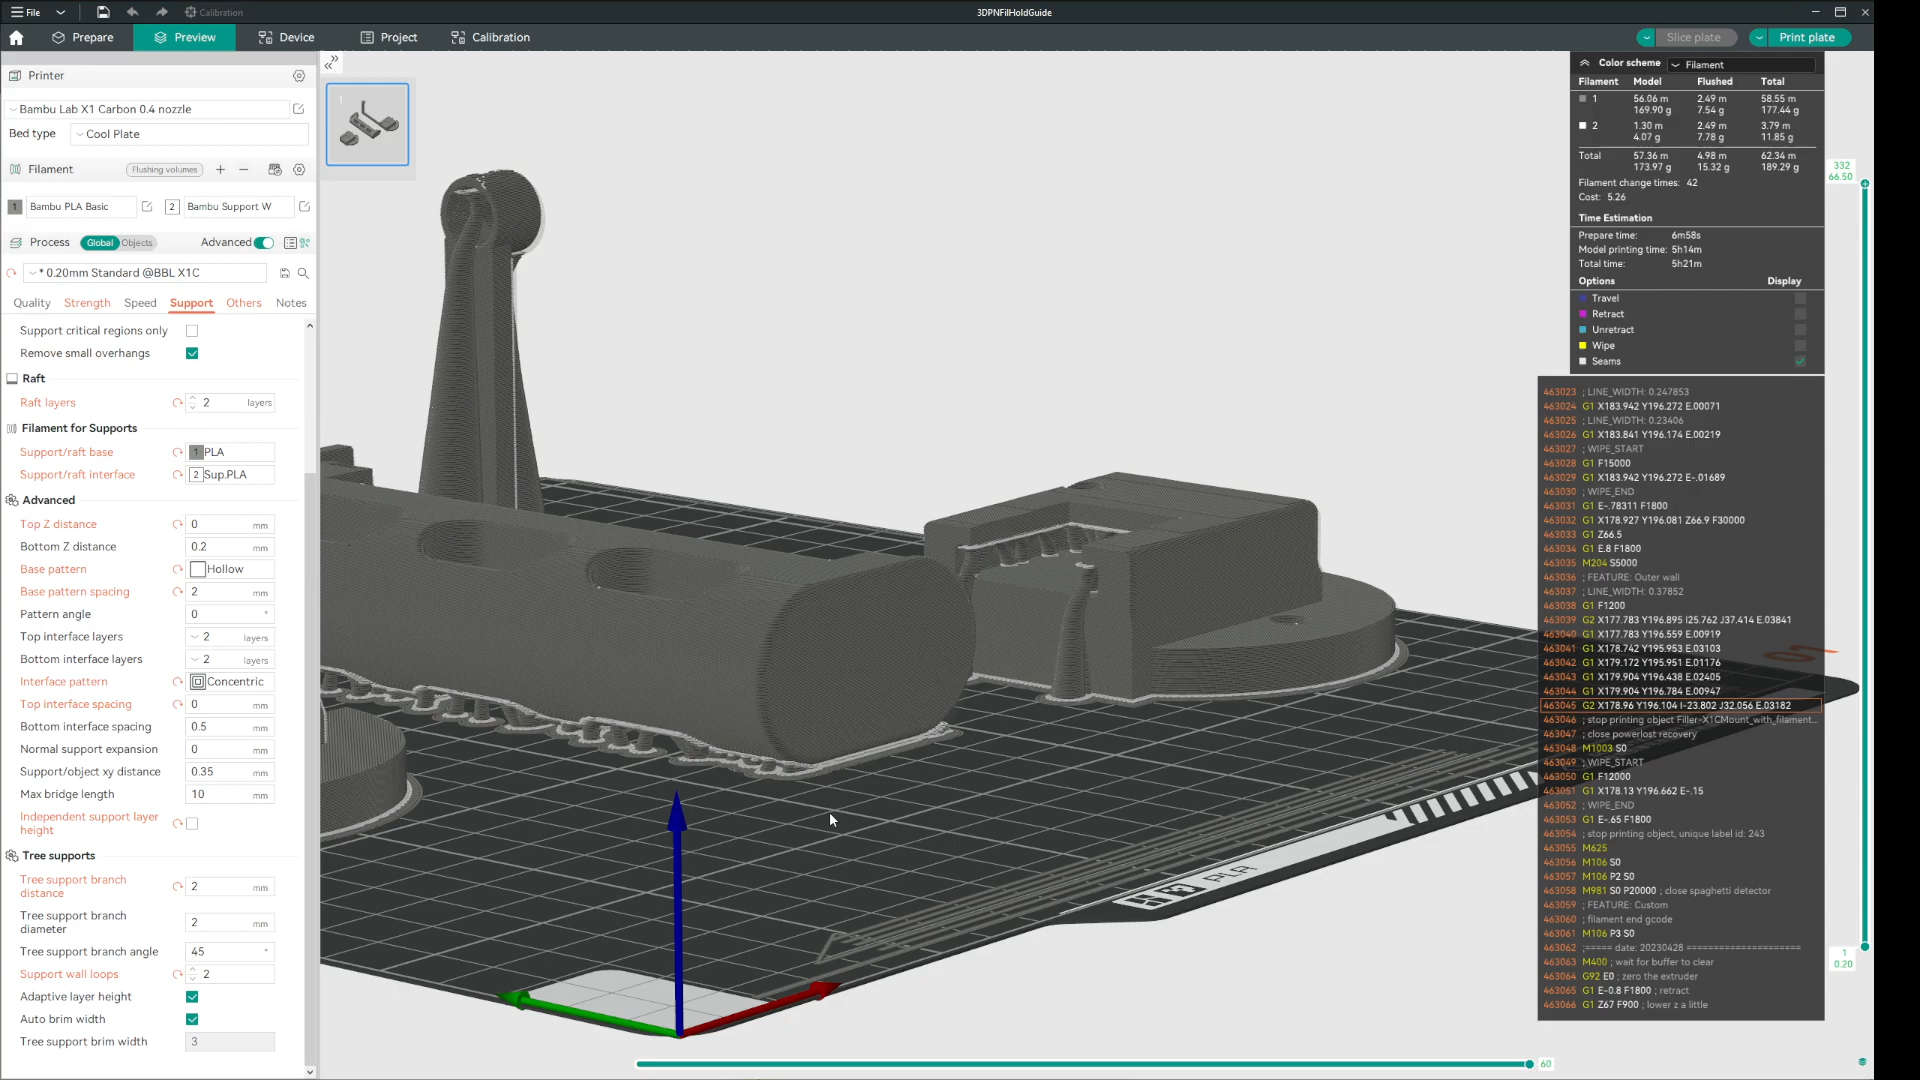 File
Calibration
3DPNFilHoldGuide
Prepare
Preview
Device
Project
Calibration
Slice plate
Print plate
Printer
Bambu Lab X1 Carbon 0.4 nozzle
Bed type
Cool Plate
Filament
Flushing volumes
1 Bambu PLA Basic
2 Bambu Support W
Process
Global Objects
Advanced
* 0.20mm Standard @BBL X1C
Quality Strength Speed Support Others Notes
Support critical regions only
Remove small overhangs
Raft
Raft layers 2 layers
Filament for Supports
Support/raft base 1 PLA
Support/raft interface 2 Sup.PLA
Advanced
Top Z distance 0 mm
Bottom Z distance 0.2 mm
Base pattern Hollow
Base pattern spacing 2 mm
Pattern angle 0 °
Top interface layers 2 layers
Bottom interface layers 2 layers
Interface pattern Concentric
Top interface spacing 0 mm
Bottom interface spacing 0.5 mm
Normal support expansion 0 mm
Support/object xy distance 0.35 mm
Max bridge length 10 mm
Independent support layer
height
Tree supports
Tree support branch
distance 2 mm
Tree support branch
diameter 2 mm
Tree support branch angle 45 °
Support wall loops 2
Adaptive layer height
Auto brim width
Tree support brim width 3
1
PLA
01
Color scheme Filament
Filament Model Flushed Total
1 56.06 m 2.49 m 58.55 m
169.90 g 7.54 g 177.44 g
2 1.30 m 2.49 m 3.79 m
4.07 g 7.78 g 11.85 g
Total 57.36 m 4.98 m 62.34 m
173.97 g 15.32 g 189.29 g
Filament change times: 42
Cost: 5.26
Time Estimation
Prepare time: 6m58s
Model printing time: 5h14m
Total time: 5h21m
Options Display
Travel
Retract
Unretract
Wipe
Seams
463023 ; LINE_WIDTH: 0.247853
463024 G1 X183.942 Y196.272 E.00071
463025 ; LINE_WIDTH: 0.23406
463026 G1 X183.841 Y196.174 E.00219
463027 ; WIPE_START
463028 G1 F15000
463029 G1 X183.942 Y196.272 E-.01689
463030 ; WIPE_END
463031 G1 E-.78311 F1800
463032 G1 X178.927 Y196.081 Z66.9 F30000
463033 G1 Z66.5
463034 G1 E.8 F1800
463035 M204 S5000
463036 ; FEATURE: Outer wall
463037 ; LINE_WIDTH: 0.37852
463038 G1 F1200
463039 G2 X177.783 Y196.895 I25.762 J37.414 E.03841
463040 G1 X177.783 Y196.559 E.00919
463041 G1 X178.742 Y195.953 E.03103
463042 G1 X179.172 Y195.951 E.01176
463043 G1 X179.904 Y196.438 E.02405
463044 G1 X179.904 Y196.784 E.00947
463045 G2 X178.96 Y196.104 I-23.802 J32.056 E.03182
463046 ; stop printing object Filler-X1CMount_with_filament...
463047 ; close powerlost recovery
463048 M1003 S0
463049 ; WIPE_START
463050 G1 F12000
463051 G1 X178.13 Y196.662 E-.15
463052 ; WIPE_END
463053 G1 E-.65 F1800
463054 ; stop printing object, unique label id: 243
463055 M625
463056 M106 S0
463057 M106 P2 S0
463058 M981 S0 P20000 ; close spaghetti detector
463059 ; FEATURE: Custom
463060 ; filament end gcode
463061 M106 P3 S0
463062 ;===== date: 20230428 =====================
463063 M400 ; wait for buffer to clear
463064 G92 E0 ; zero the extruder
463065 G1 E-0.8 F1800 ; retract
463066 G1 Z67 F900 ; lower z a little
332
66.50
1
0.20
60